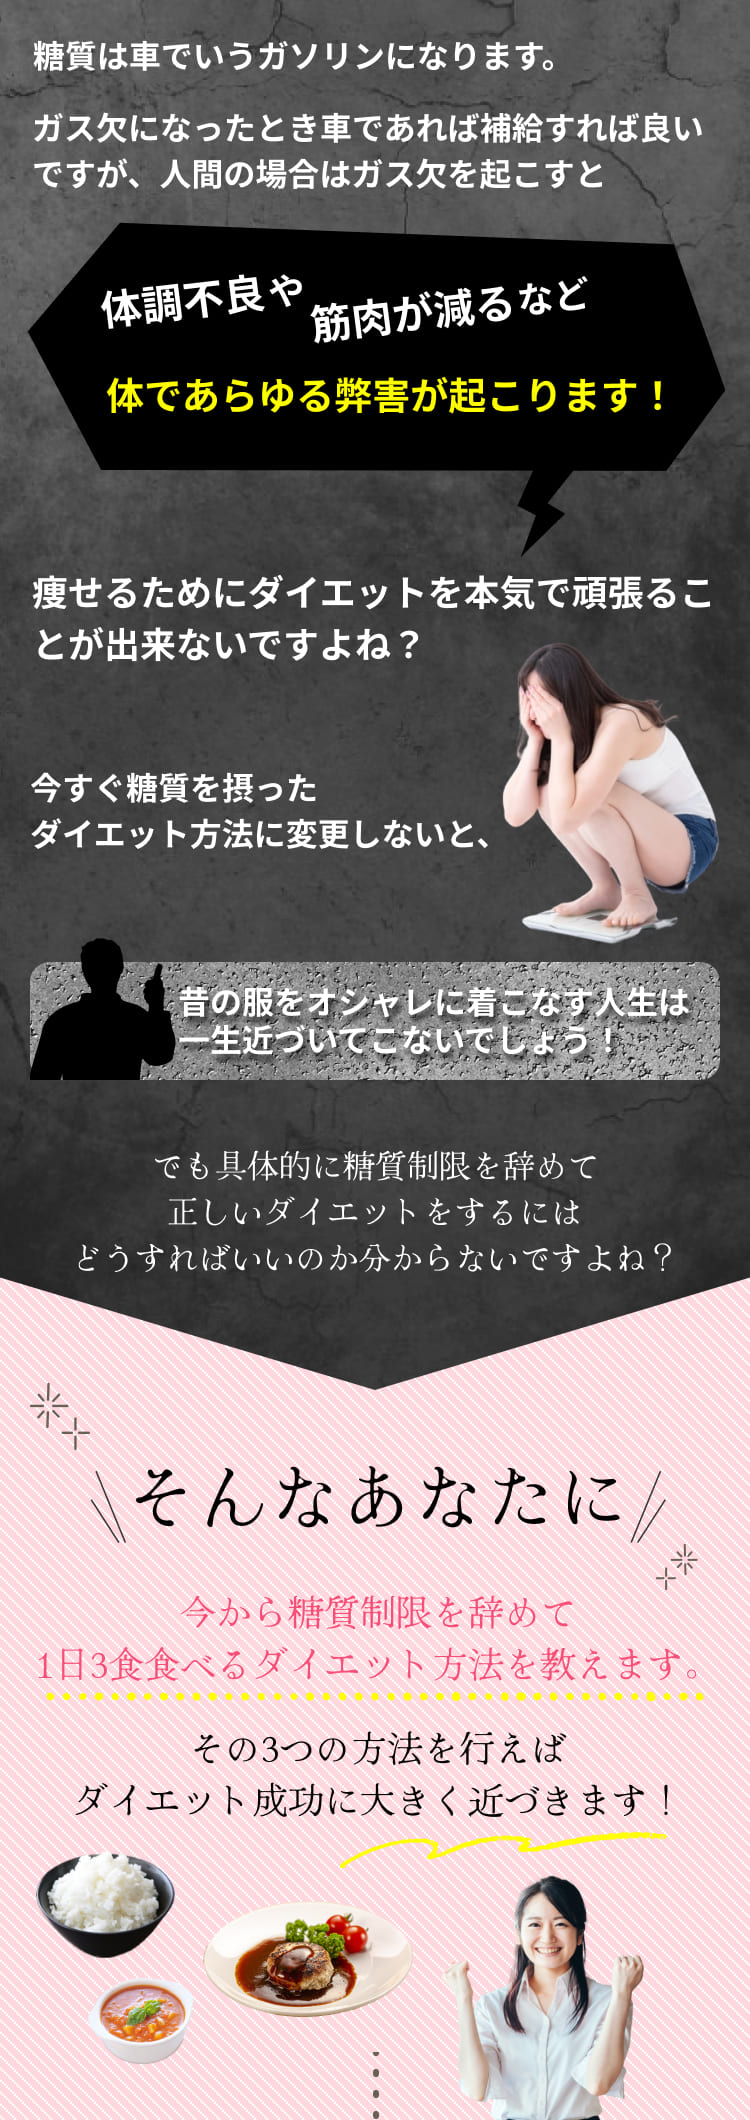 糖質は車でいうガソリンになります。
ガス欠になったとき車であれば補給すれば良い
ですが、人間の場合はガス欠を起こすと
体調不良や筋肉が減るなど
体であらゆる弊害が起こります！
痩せるためにダイエットを本気で頑張るこ
とが出来ないですよね？
今すぐ糖質を摂った
ダイエット方法に変更しないと、
昔の服をオシャレに着こなす人生は
一生近づいてこないでしょう！
でも具体的に糖質制限を辞めて
正しいダイエットをするには
どうすればいいのか分からないですよね？
そんなあなたに
今から糖質制限を辞めて
1日3食食べるダイエット方法を教えます。
その3つの方法を行えば
ダイエット成功に大きく近づきます！